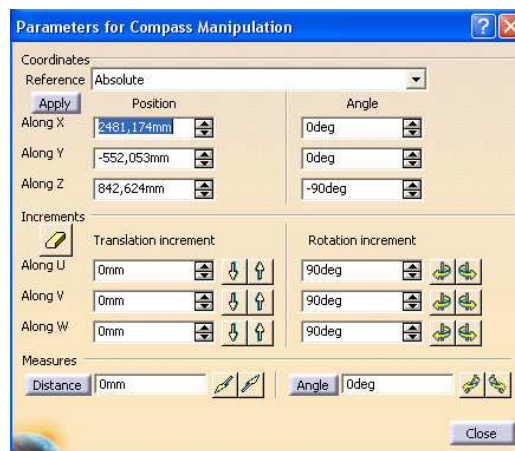 Parameters for Compass Manipulation
Coordinates
Reference Absolute
Apply Position Angle
Along X 2481,174mm 0deg
Along Y -552,053mm 0deg
Along Z 842,624mm -90deg
Increments
Translation increment Rotation increment
Along U 0mm 90deg
Along V 0mm 90deg
Along W 0mm 90deg
Measures
Distance 0mm Angle 0deg
Close